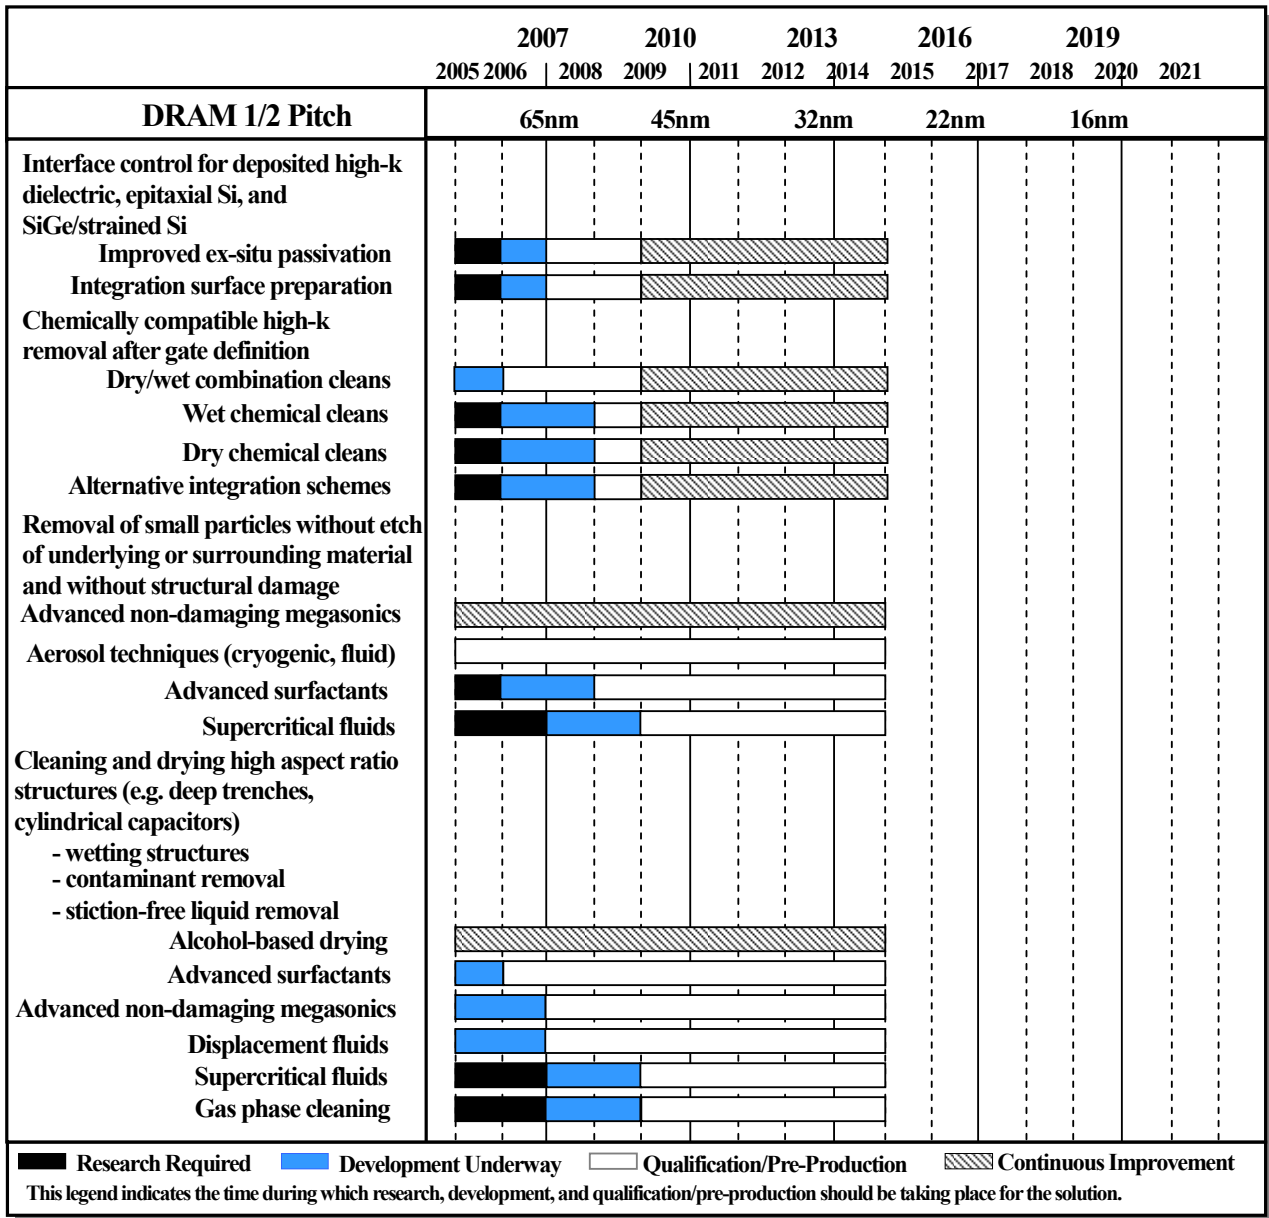 2007 2010 2013 2016 2019
2005 2006 2008 2009 2011 2012 2014 2015 2017 2018 2020 2021
DRAM 1/2 Pitch 65nm 45nm 32nm 22nm 16nm
Interface control for deposited high-k
dielectric, epitaxial Si, and
SiGe/strained Si
Improved ex-situ passivation
Integration surface preparation
Chemically compatible high-k
removal after gate definition
Dry/wet combination cleans
Wet chemical cleans
Dry chemical cleans
Alternative integration schemes
Removal of small particles without etch
of underlying or surrounding material
and without structural damage
Advanced non-damaging megasonics
Aerosol techniques (cryogenic, fluid)
Advanced surfactants
Supercritical fluids
Cleaning and drying high aspect ratio
structures (e.g. deep trenches,
cylindrical capacitors)
- wetting structures
- contaminant removal
- stiction-free liquid removal
Alcohol-based drying
Advanced surfactants
Advanced non-damaging megasonics
Displacement fluids
Supercritical fluids
Gas phase cleaning
Research Required Development Underway Qualification/Pre-Production Continuous Improvement
This legend indicates the time during which research, development, and qualification/pre-production should be taking place for the solution.